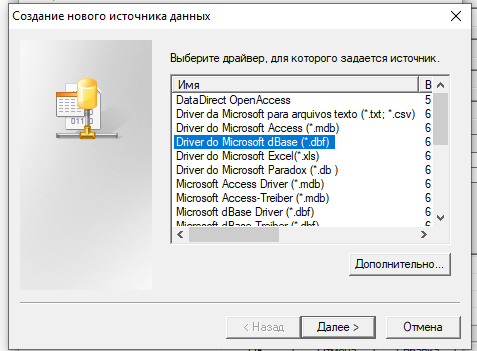 Создание нового источника данных
Выберите драйвер, для которого задается источник.
Имя В
DataDirect OpenAccess 5
Driver da Microsoft para arquivos texto (*.txt; *.csv) 6
Driver do Microsoft Access (*.mdb) 6
Driver do Microsoft dBase (*.dbf) 6
Driver do Microsoft Excel(*.xls) 6
Driver do Microsoft Paradox (*.db ) 6
Microsoft Access Driver (*.mdb) 6
Microsoft Access-Treiber (*.mdb) 6
Microsoft dBase Driver (*.dbf) 6
Microsoft dBase-Treiber (*.dbf) 6
Дополнительно...
< Назад
Далее >
Отмена